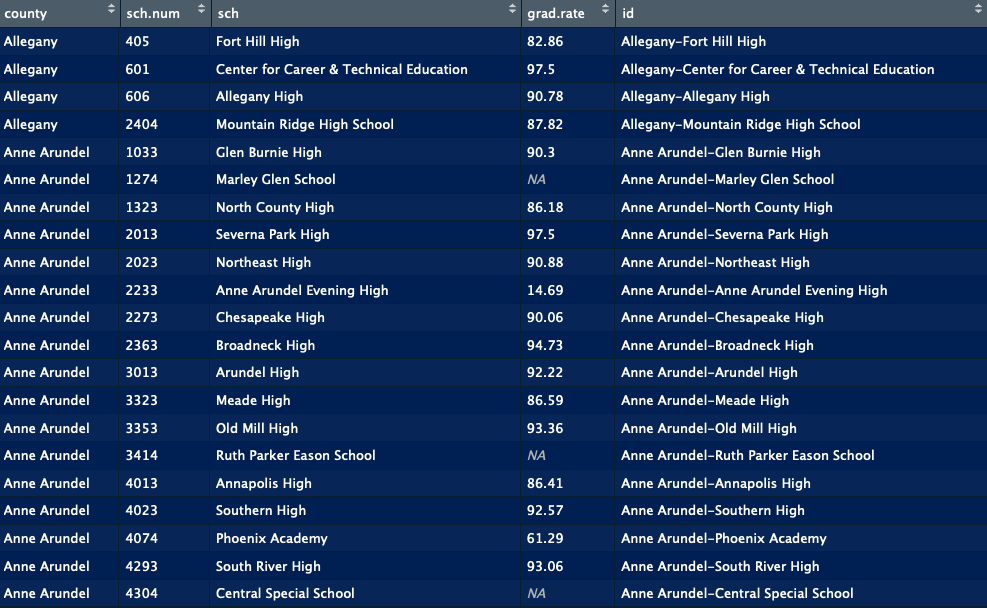 county sch.num sch grad.rate id
Allegany 405 Fort Hill High 82.86 Allegany-Fort Hill High
Allegany 601 Center for Career & Technical Education 97.5 Allegany-Center for Career & Technical Education
Allegany 606 Allegany High 90.78 Allegany-Allegany High
Allegany 2404 Mountain Ridge High School 87.82 Allegany-Mountain Ridge High School
Anne Arundel 1033 Glen Burnie High 90.3 Anne Arundel-Glen Burnie High
Anne Arundel 1274 Marley Glen School NA Anne Arundel-Marley Glen School
Anne Arundel 1323 North County High 86.18 Anne Arundel-North County High
Anne Arundel 2013 Severna Park High 97.5 Anne Arundel-Severna Park High
Anne Arundel 2023 Northeast High 90.88 Anne Arundel-Northeast High
Anne Arundel 2233 Anne Arundel Evening High 14.69 Anne Arundel-Anne Arundel Evening High
Anne Arundel 2273 Chesapeake High 90.06 Anne Arundel-Chesapeake High
Anne Arundel 2363 Broadneck High 94.73 Anne Arundel-Broadneck High
Anne Arundel 3013 Arundel High 92.22 Anne Arundel-Arundel High
Anne Arundel 3323 Meade High 86.59 Anne Arundel-Meade High
Anne Arundel 3353 Old Mill High 93.36 Anne Arundel-Old Mill High
Anne Arundel 3414 Ruth Parker Eason School NA Anne Arundel-Ruth Parker Eason School
Anne Arundel 4013 Annapolis High 86.41 Anne Arundel-Annapolis High
Anne Arundel 4023 Southern High 92.57 Anne Arundel-Southern High
Anne Arundel 4074 Phoenix Academy 61.29 Anne Arundel-Phoenix Academy
Anne Arundel 4293 South River High 93.06 Anne Arundel-South River High
Anne Arundel 4304 Central Special School NA Anne Arundel-Central Special School